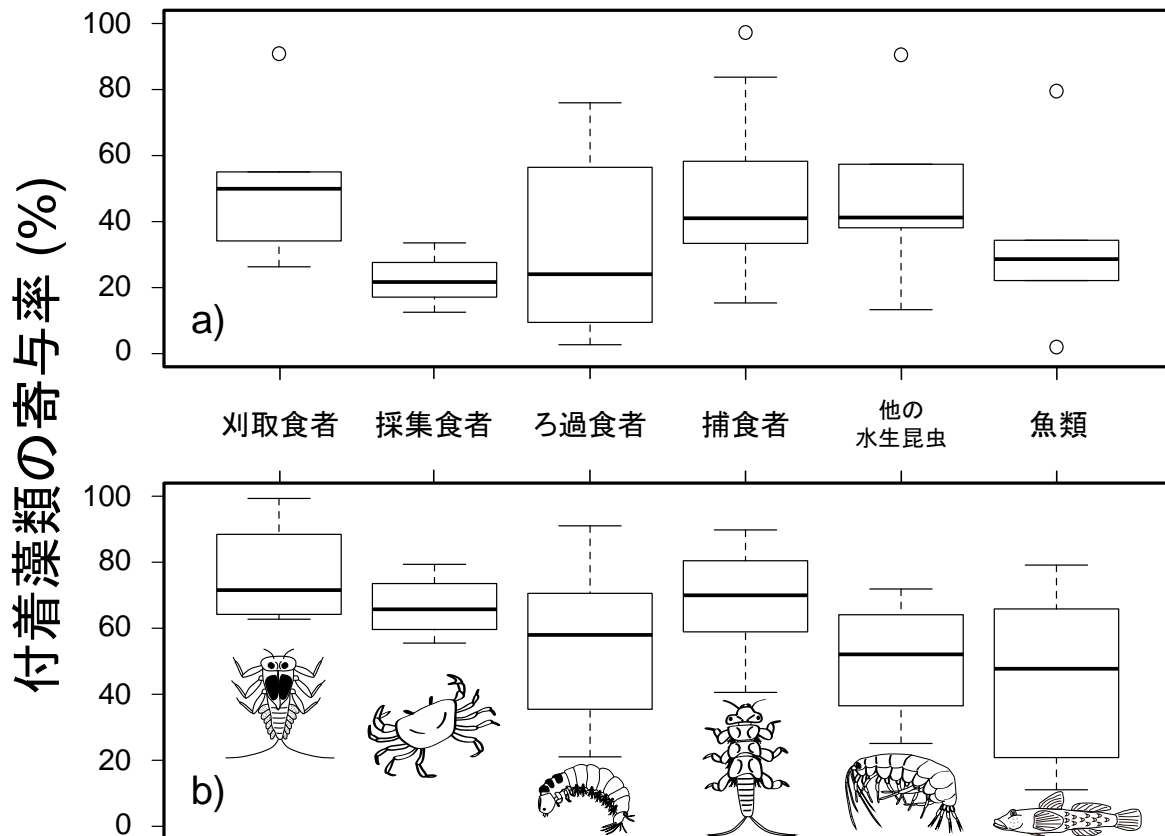 付着藻類の寄与率 (%)
100
80
60
40
20
0
a)
刈取食者
採集食者
ろ過食者
捕食者
他の
水生昆虫
魚類
100
80
60
40
20
0
b)